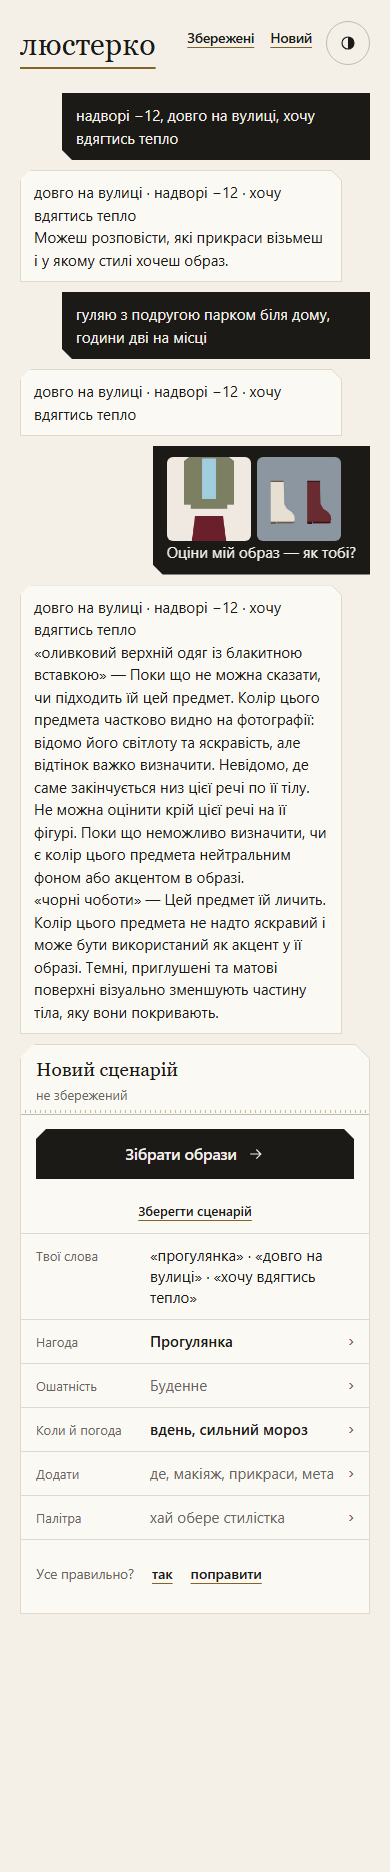 люстерко
Збережені
Новий
надворі −12, довго на вулиці, хочу
вдягтись тепло
довго на вулиці · надворі −12 · хочу
вдягтись тепло
Можеш розповісти, які прикраси візьмеш
і у якому стилі хочеш образ.
гуляю з подругою парком біля дому,
години дві на місці
довго на вулиці · надворі −12 · хочу
вдягтись тепло
Оціни мій образ — як тобі?
довго на вулиці · надворі −12 · хочу
вдягтись тепло
«оливковий верхній одяг із блакитною
вставкою» — Поки що не можна сказати,
чи підходить їй цей предмет. Колір цього
предмета частково видно на фотографії:
відомо його світлоту та яскравість, але
відтінок важко визначити. Невідомо, де
саме закінчується низ цієї речі по її тілу.
Не можна оцінити крій цієї речі на її
фігурі. Поки що неможливо визначити, чи
є колір цього предмета нейтральним
фоном або акцентом в образі.
«чорні чоботи» — Цей предмет їй личить.
Колір цього предмета не надто яскравий і
може бути використаний як акцент у її
образі. Темні, приглушені та матові
поверхні візуально зменшують частину
тіла, яку вони покривають.
Новий сценарій
не збережений
Зібрати образи →
Зберегти сценарій
Твої слова
«прогулянка» · «довго на
вулиці» · «хочу вдягтись
тепло»
Нагода
Прогулянка
Ошатність
Буденне
Коли й погода
вдень, сильний мороз
Додати
де, макіяж, прикраси, мета
Палітра
хай обере стилістка
Усе правильно?
так
поправити